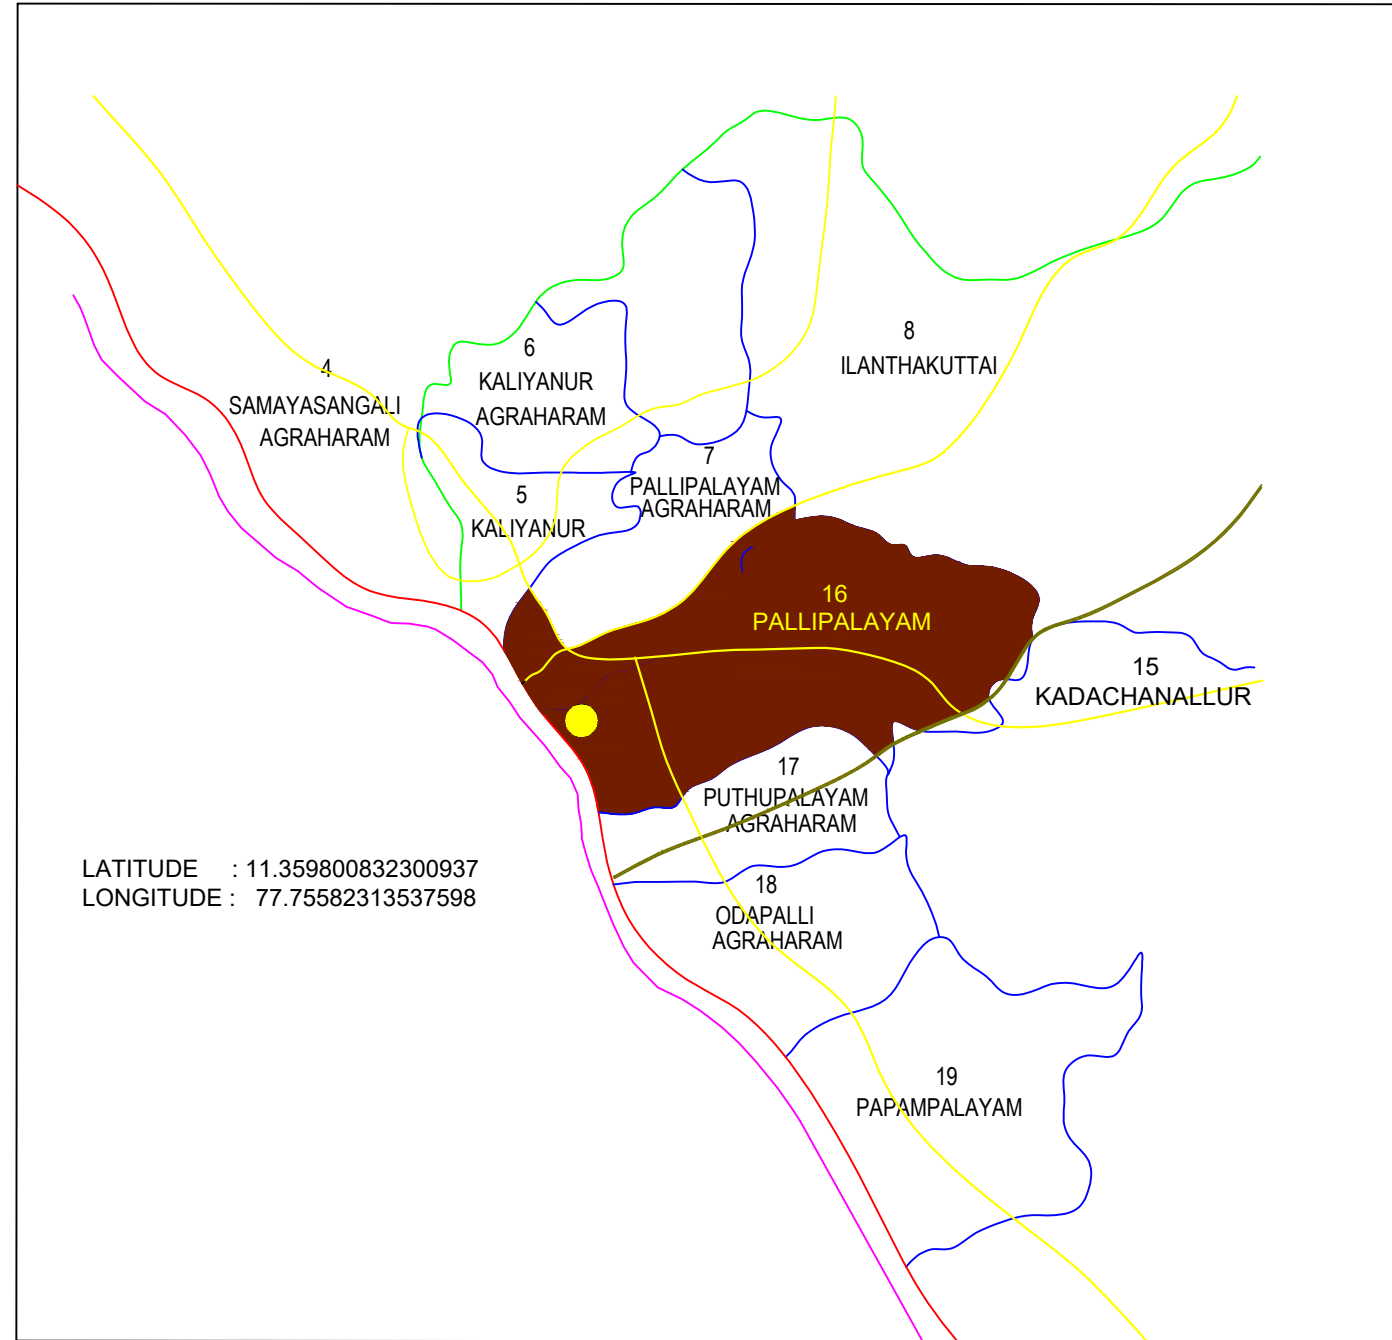 8
ILANTHAKUTTAI
6
KALIYANUR
AGRAHARAM
4
SAMAYASANGALI
AGRAHARAM
7
PALLIPALAYAM
AGRAHARAM
5
KALIYANUR
16
PALLIPALAYAM
15
KADACHANALLUR
17
PUTHUPALAYAM
AGRAHARAM
LATITUDE : 11.359800832300937
LONGITUDE : 77.75582313537598
18
ODAPALLI
AGRAHARAM
19
PAPAMPALAYAM